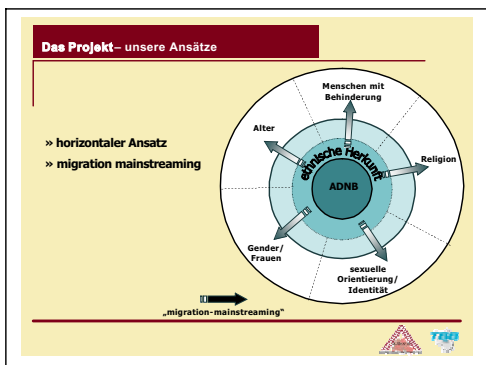 Das Projekt– unsere Ansätze
» horizontaler Ansatz
» migration mainstreaming
Menschen mit
Behinderung
Alter
Religion
ethnische Herkunft
ADNB
Gender/
Frauen
sexuelle
Orientierung/
Identität
„migration-mainstreaming“
TBB